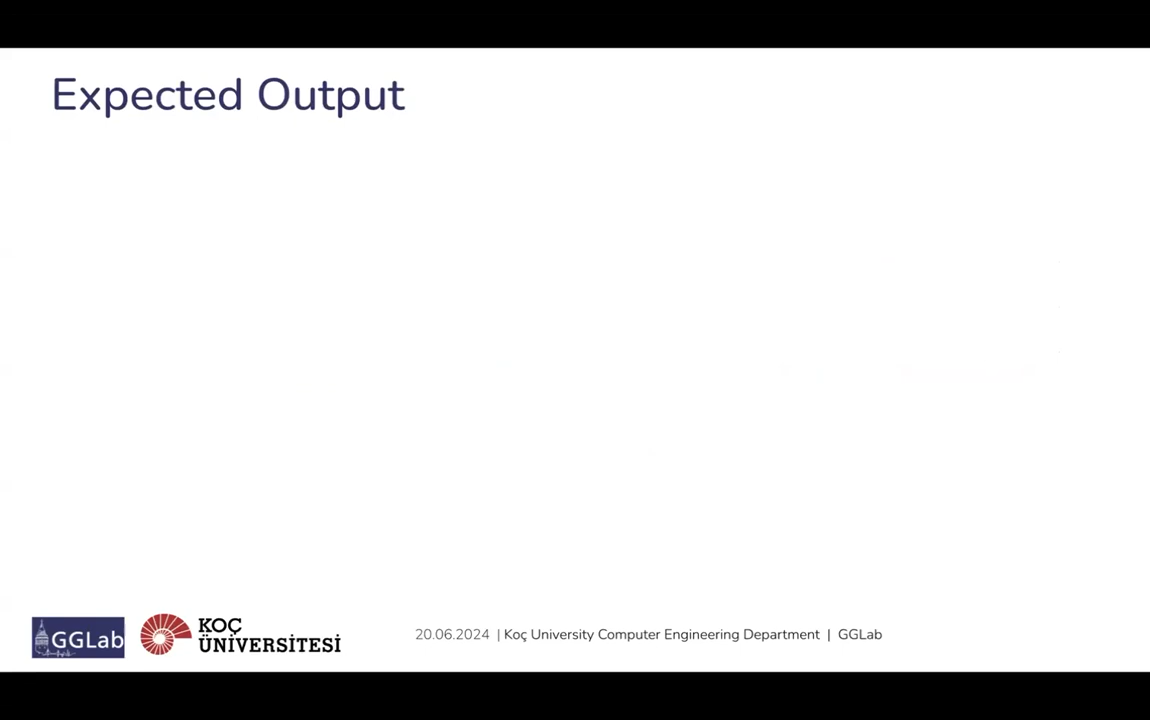 Expected Output
GGLab
KOÇ
ÜNİVERSİTESİ
20.06.2024 | Koç University Computer Engineering Department | GGLab